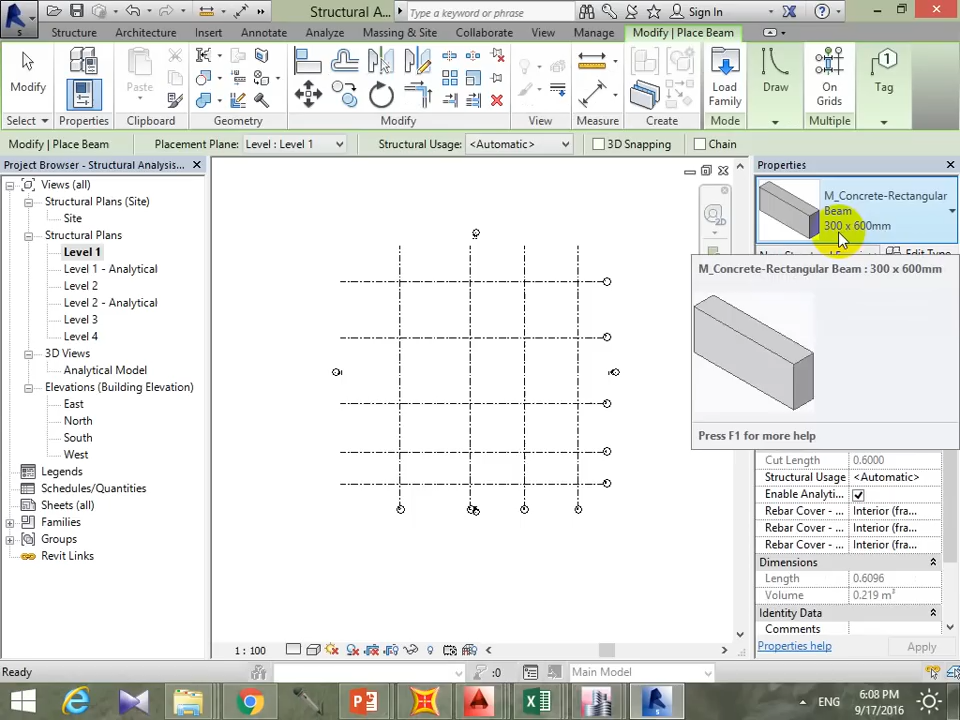 Structural A...
Type a keyword or phrase
Sign In
Structure Architecture Insert Annotate Analyze Massing & Site Collaborate View Manage Modify | Place Beam
Modify
Paste
Load Family
Draw
On Grids
Tag
Select Properties Clipboard Geometry Modify View Measure Create Mode Multiple
Modify | Place Beam Placement Plane: Level : Level 1 Structural Usage: <Automatic> 3D Snapping Chain
Project Browser - Structural Analysis...
Views (all)
Structural Plans (Site)
Site
Structural Plans
Level 1
Level 1 - Analytical
Level 2
Level 2 - Analytical
Level 3
Level 4
3D Views
Analytical Model
Elevations (Building Elevation)
East
North
South
West
Legends
Schedules/Quantities
Sheets (all)
Families
Groups
Revit Links
2D
Properties
M_Concrete-Rectangular
Beam
300 x 600mm
Edit Type
M_Concrete-Rectangular Beam : 300 x 600mm
Press F1 for more help
Cut Length 0.6000
Structural Usage <Automatic>
Enable Analyti...
Rebar Cover - ... Interior (fra...
Rebar Cover - ... Interior (fra...
Rebar Cover - ... Interior (fra...
Dimensions
Length 0.6096
Volume 0.219 m³
Identity Data
Comments
Properties help Apply
1 : 100
Ready :0 Main Model
ENG 6:08 PM
9/17/2016